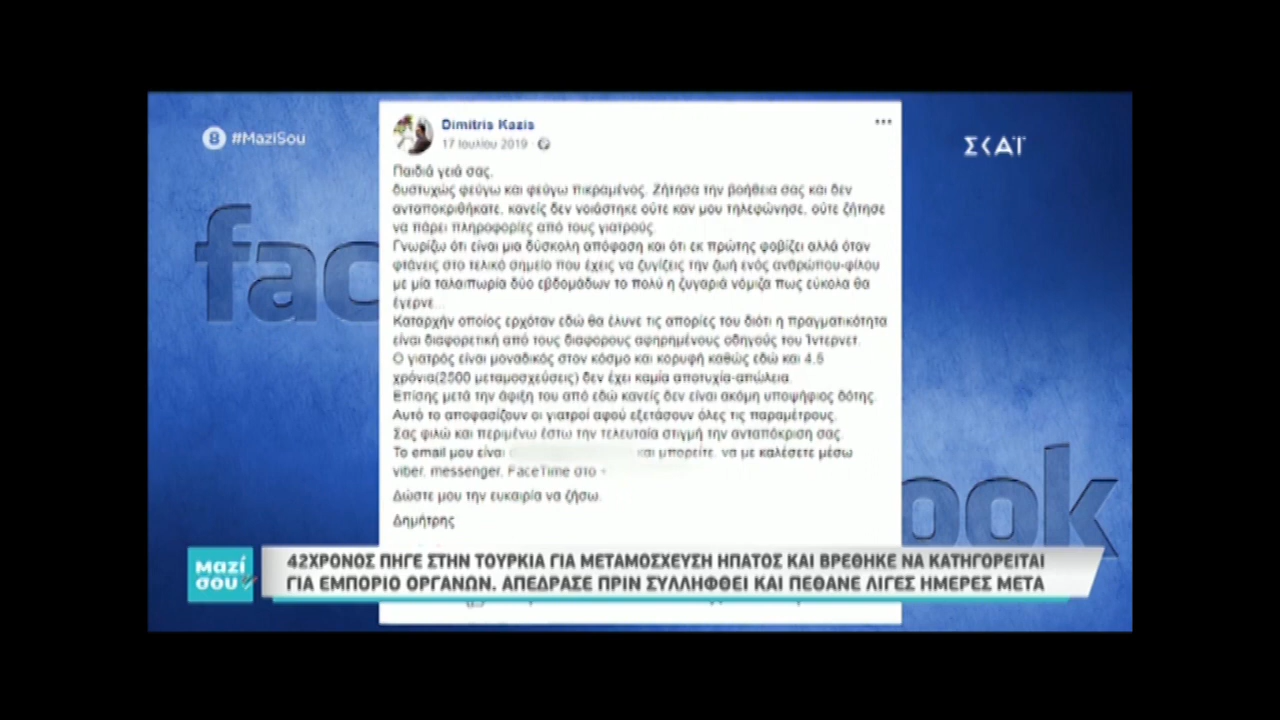 8 #MaziSou
ΣΚΑΪ
facebook
Dimitris Kazis
17 Ιουλίου 2019
Παιδιά γειά σας,
δυστυχώς φεύγω και φεύγω πικραμένος. Ζήτησα την βοήθεια σας και δεν
ανταποκριθήκατε, κανείς δεν νοιάστηκε ούτε καν μου τηλεφώνησε, ούτε ζήτησε
να πάρει πληροφορίες από τους γιατρούς.
Γνωρίζω ότι είναι μια δύσκολη απόφαση και ότι εκ πρώτης φοβίζει αλλά όταν
φτάνεις στο τελικό σημείο που έχεις να ζυγίζεις την ζωή ενός ανθρώπου-φίλου
με μία ταλαιπωρία δύο εβδομάδων το πολύ η ζυγαριά νόμιζα πως εύκολα θα
έγερνε...
Καταρχήν οποίος ερχόταν εδώ θα έλυνε τις απορίες του διότι η πραγματικότητα
είναι διαφορετική από τους διαφορους αφηρημένους οδηγούς του Ίντερνετ.
Ο γιατρός είναι μοναδικός στον κόσμο και κορυφή καθώς εδώ και 4,5
χρόνια(2500 μεταμοσχεύσεις) δεν έχει καμία αποτυχία-απώλεια.
Επίσης μετά την άφιξη του από εδώ κανείς δεν είναι ακόμη υποψήφιος δότης.
Αυτό το αποφασίζουν οι γιατροί αφού εξετάσουν όλες τις παραμέτρους.
Σας φιλώ και περιμένω έστω την τελευταία στιγμή την ανταπόκριση σας.
Το email μου είναι και μπορείτε, να με καλέσετε μέσω
viber, messenger, FaceTime στο +
Δώστε μου την ευκαιρία να ζήσω.
Δημήτρης
μαζί
σου
42ΧΡΟΝΟΣ ΠΗΓΕ ΣΤΗΝ ΤΟΥΡΚΙΑ ΓΙΑ ΜΕΤΑΜΟΣΧΕΥΣΗ ΗΠΑΤΟΣ ΚΑΙ ΒΡΕΘΗΚΕ ΝΑ ΚΑΤΗΓΟΡΕΙΤΑΙ
ΓΙΑ ΕΜΠΟΡΙΟ ΟΡΓΑΝΩΝ. ΑΠΕΔΡΑΣΕ ΠΡΙΝ ΣΥΛΛΗΦΘΕΙ ΚΑΙ ΠΕΘΑΝΕ ΛΙΓΕΣ ΗΜΕΡΕΣ ΜΕΤΑ